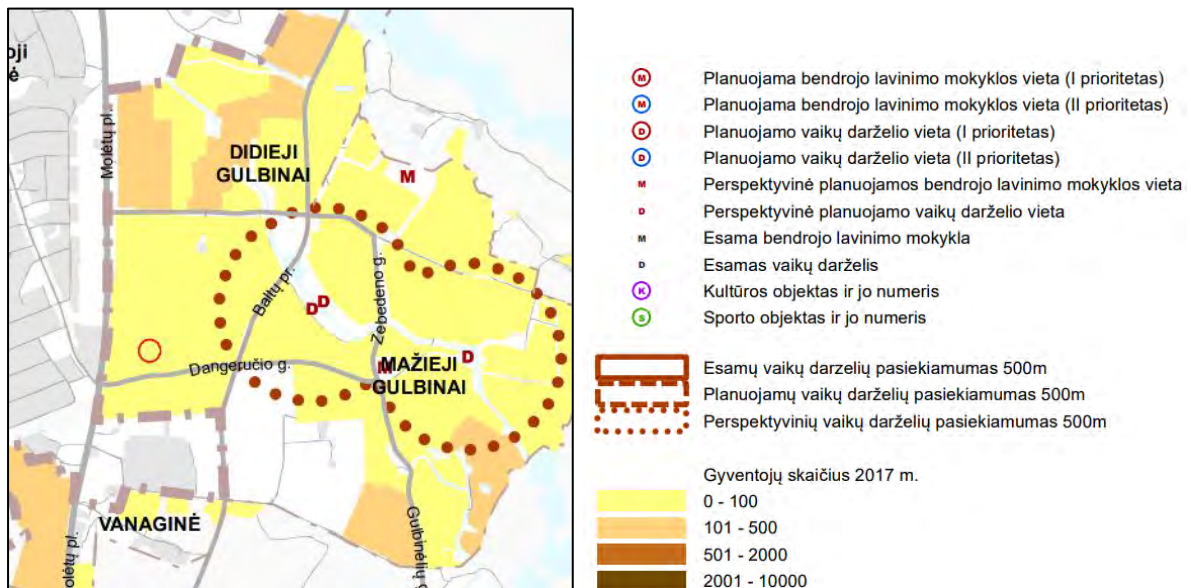 oji
ė
Molėtų pl.
DIDIEJI
GULBINAI
M
Baltų pr.
Zebedeno g.
D D
D
Dangeručio g.
M
MAŽIEJI
GULBINAI
VANAGINĖ
olėtų pl.
Gulbinėlių g
M Planuojama bendrojo lavinimo mokyklos vieta (I prioritetas)
M Planuojama bendrojo lavinimo mokyklos vieta (II prioritetas)
D Planuojamo vaikų darželio vieta (I prioritetas)
D Planuojamo vaikų darželio vieta (II prioritetas)
M Perspektyvinė planuojamos bendrojo lavinimo mokyklos vieta
D Perspektyvinė planuojamo vaikų darželio vieta
M Esama bendrojo lavinimo mokykla
D Esamas vaikų darželis
K Kultūros objektas ir jo numeris
S Sporto objektas ir jo numeris
Esamų vaikų darzelių pasiekiamumas 500m
Planuojamų vaikų darželių pasiekiamumas 500m
Perspektyvinių vaikų darželių pasiekiamumas 500m
Gyventojų skaičius 2017 m.
0 - 100
101 - 500
501 - 2000
2001 - 10000